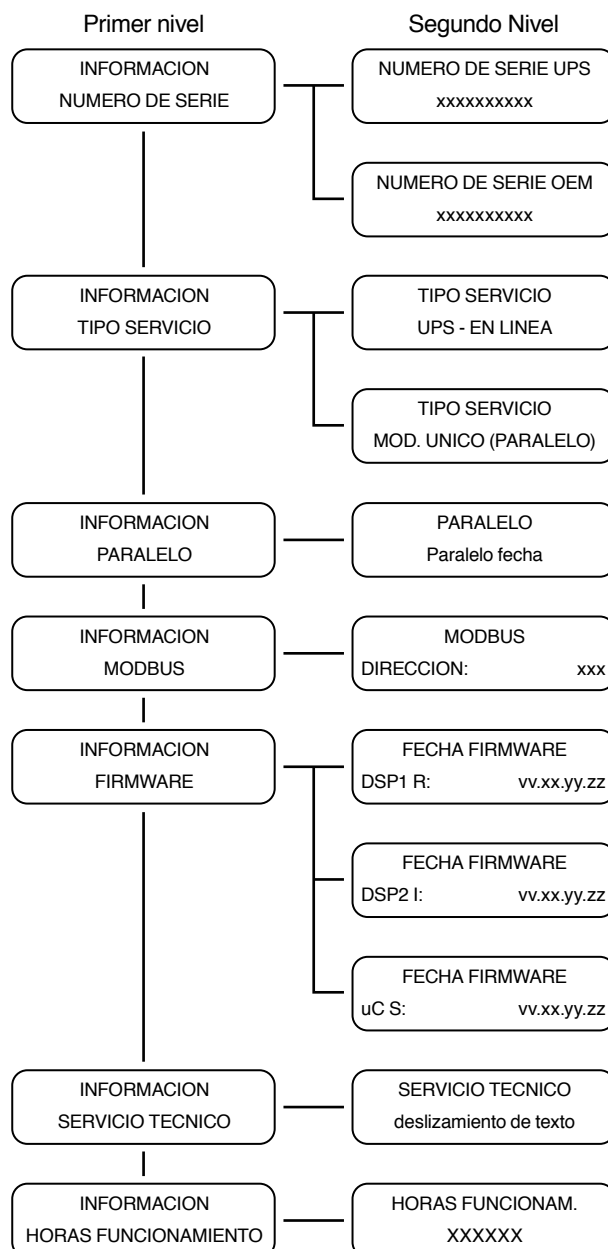 Primer nivel Segundo Nivel
INFORMACION
NUMERO DE SERIE
NUMERO DE SERIE UPS
xxxxxxxxxx
NUMERO DE SERIE OEM
xxxxxxxxxx
INFORMACION
TIPO SERVICIO
TIPO SERVICIO
UPS - EN LINEA
TIPO SERVICIO
MOD. UNICO (PARALELO)
INFORMACION
PARALELO
PARALELO
Paralelo fecha
INFORMACION
MODBUS
MODBUS
DIRECCION: xxx
INFORMACION
FIRMWARE
FECHA FIRMWARE
DSP1 R: vv.xx.yy.zz
FECHA FIRMWARE
DSP2 I: vv.xx.yy.zz
FECHA FIRMWARE
uC S: vv.xx.yy.zz
INFORMACION
SERVICIO TECNICO
SERVICIO TECNICO
deslizamiento de texto
INFORMACION
HORAS FUNCIONAMIENTO
HORAS FUNCIONAM.
XXXXXX